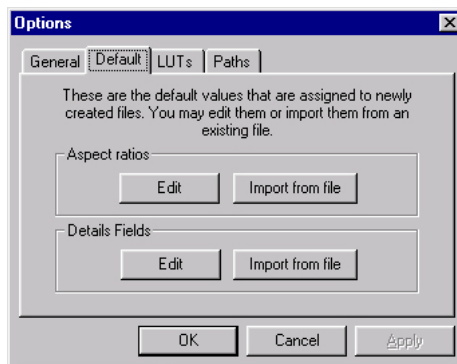 Options
General Default LUTs Paths
These are the default values that are assigned to newly
created files. You may edit them or import them from an
existing file.
Aspect ratios
Edit Import from file
Details Fields
Edit Import from file
OK Cancel Apply